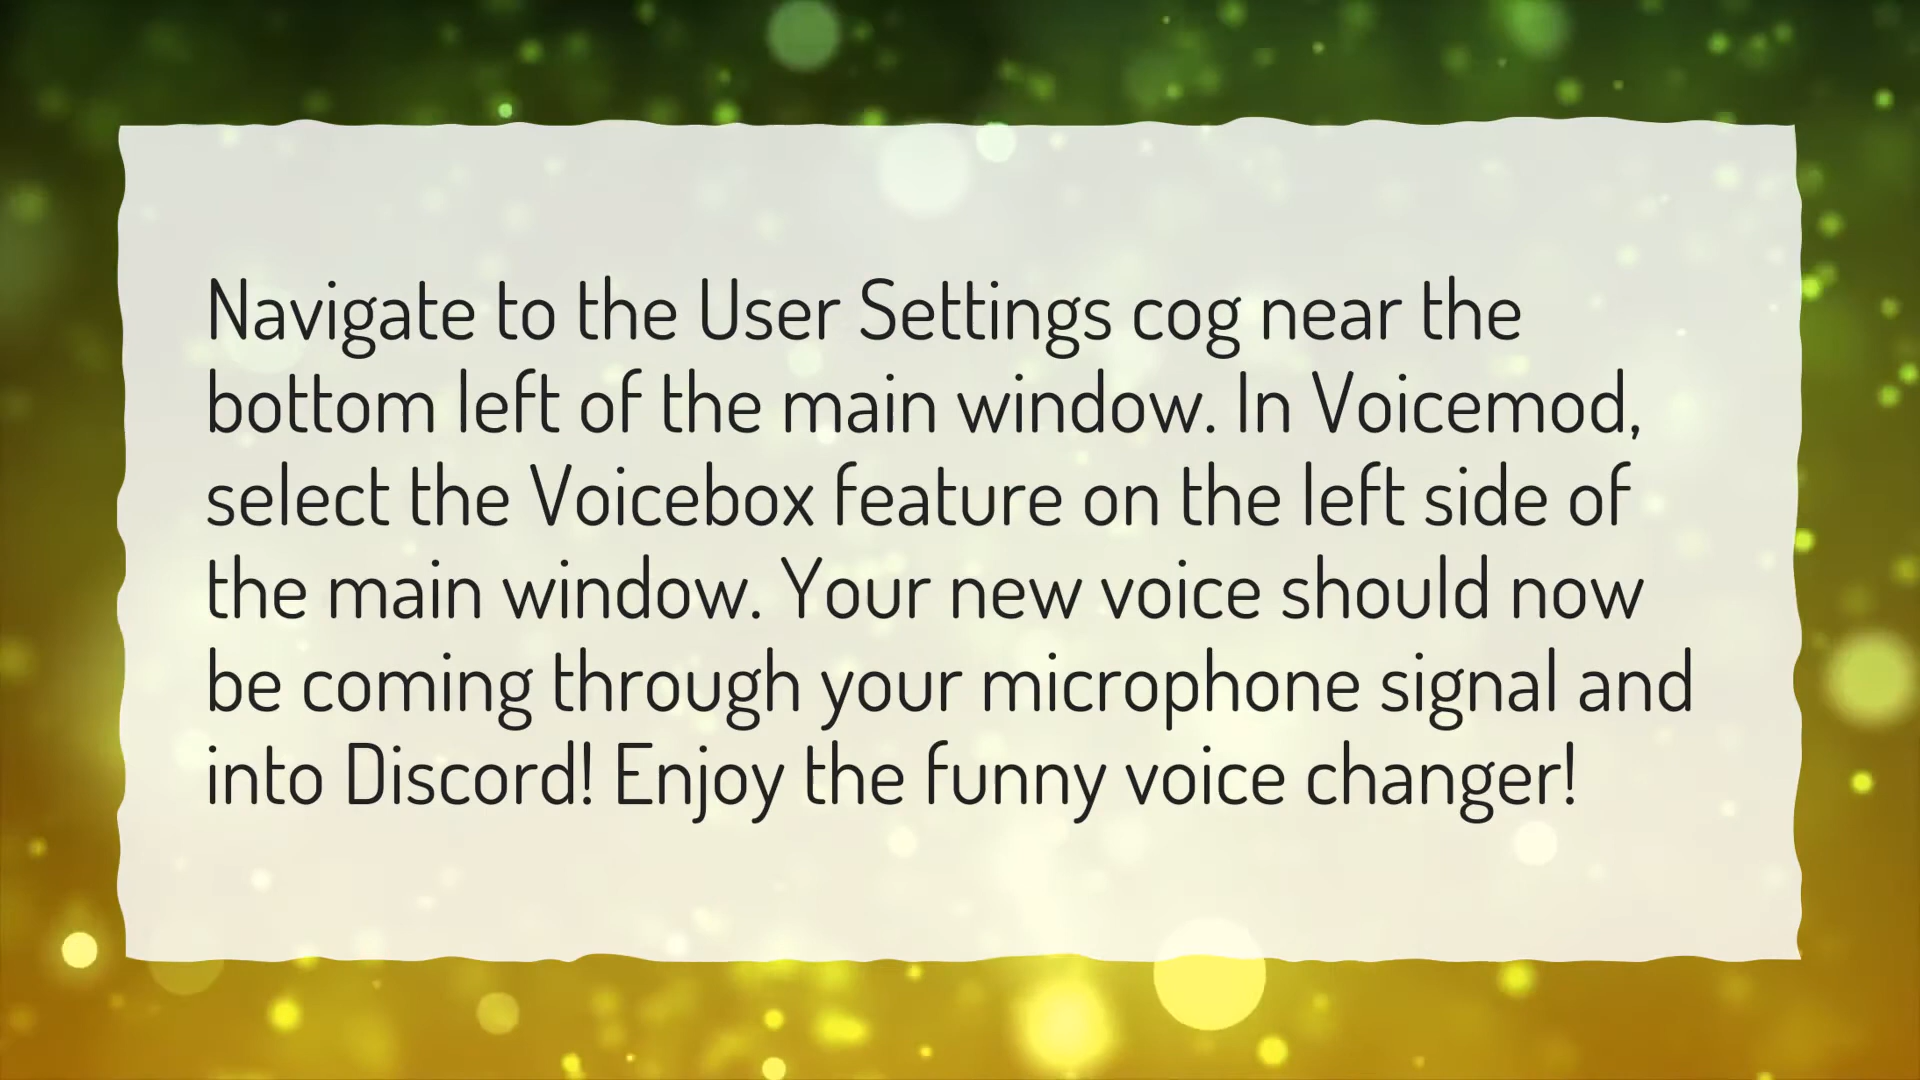 Navigate to the User Settings cog near the
bottom left of the main window. In Voicemod,
select the Voicebox feature on the left side of
the main window. Your new voice should now
be coming through your microphone signal and
into Discord! Enjoy the funny voice changer!